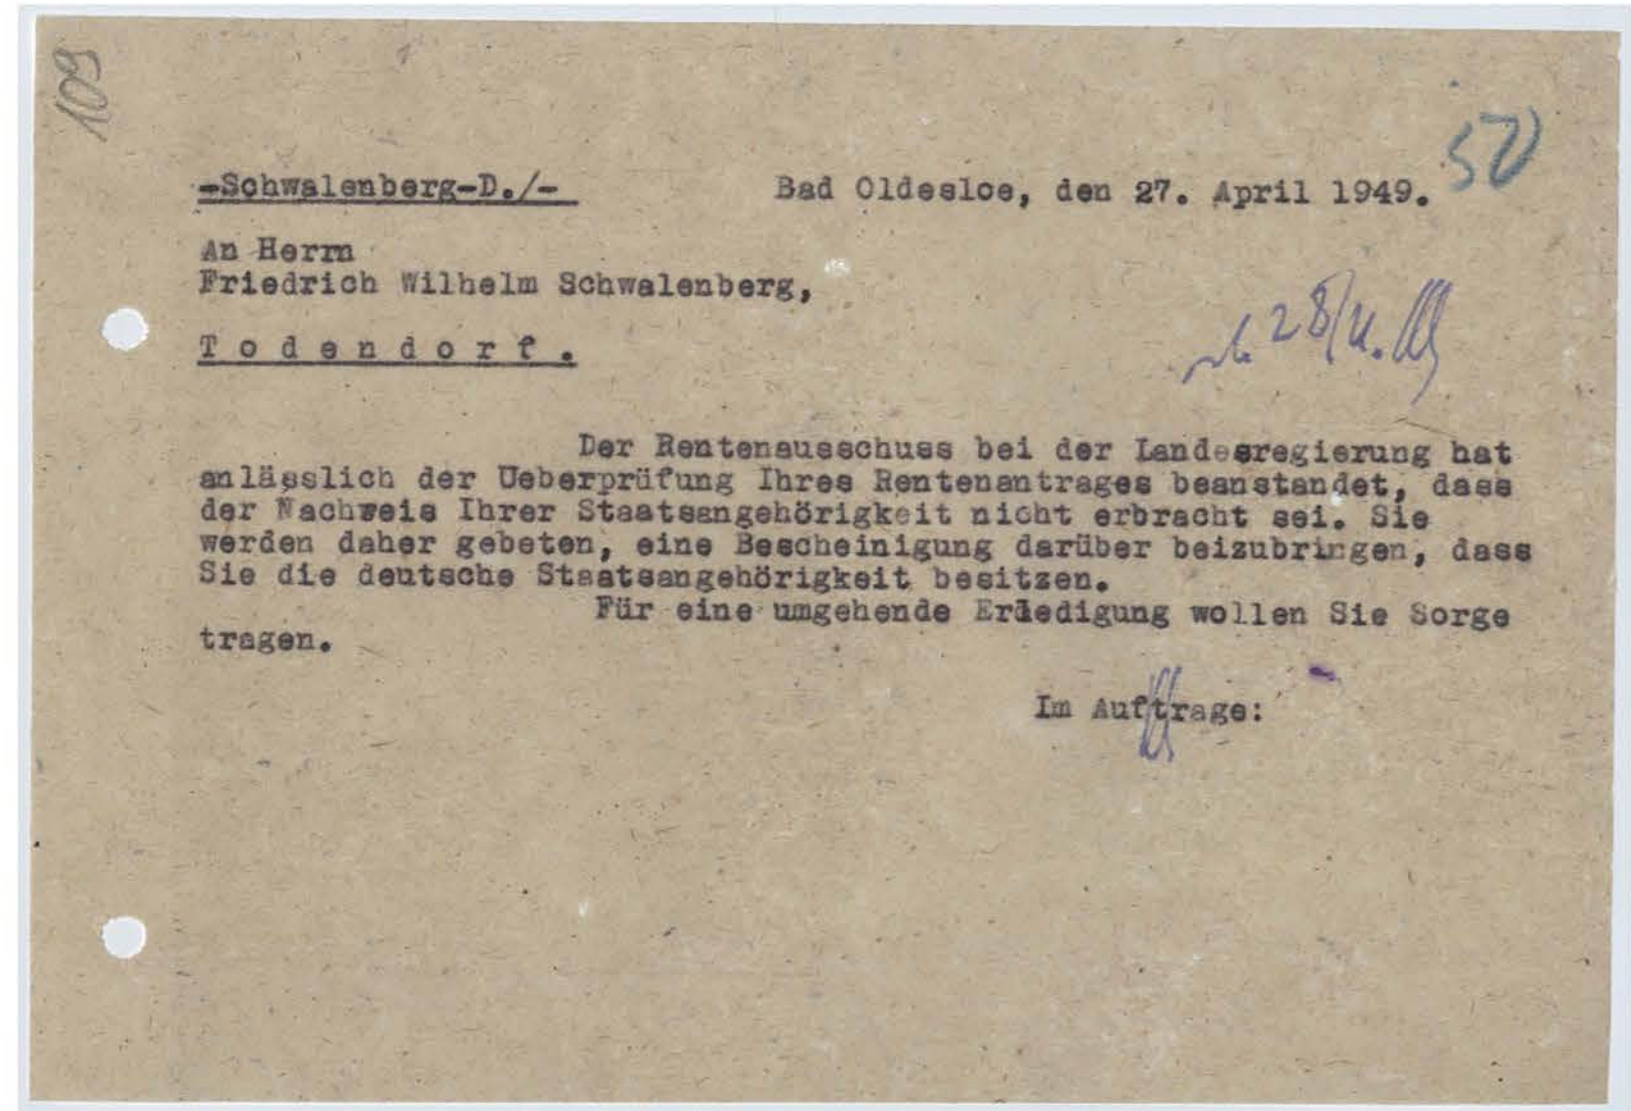 109
50
-Schwalenberg-D./-
Bad Oldesloe, den 27. April 1949.
An Herrn
Friedrich Wilhelm Schwalenberg,
28/4.
Todendorf.
Der Rentenausschuss bei der Landesregierung hat
anlässlich der Ueberprüfung Ihres Rentenantrages beanstandet, dass
der Nachweis Ihrer Staatsangehörigkeit nicht erbracht sei. Sie
werden daher gebeten, eine Bescheinigung darüber beizubringen, dass
Sie die deutsche Staatsangehörigkeit besitzen.
Für eine umgehende Erledigung wollen Sie Sorge
tragen.
Im Auftrage: